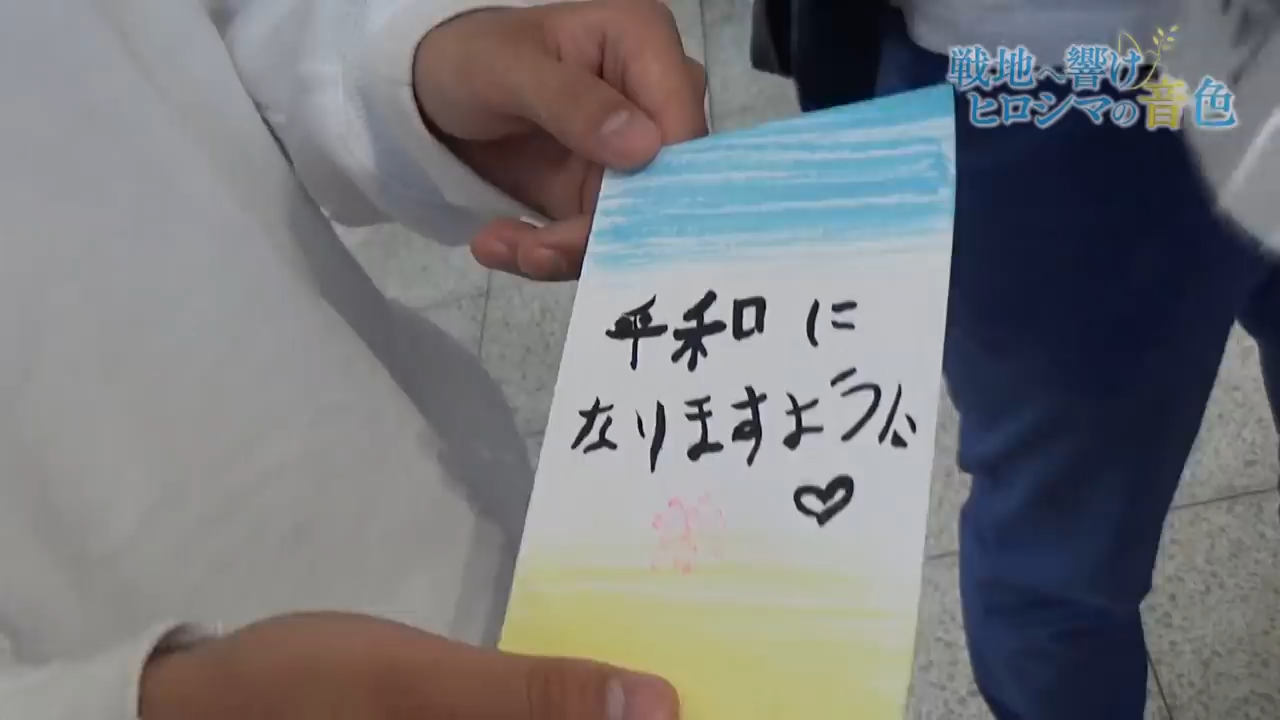 戦地へ響け
ヒロシマの音色
平和に
なりますように